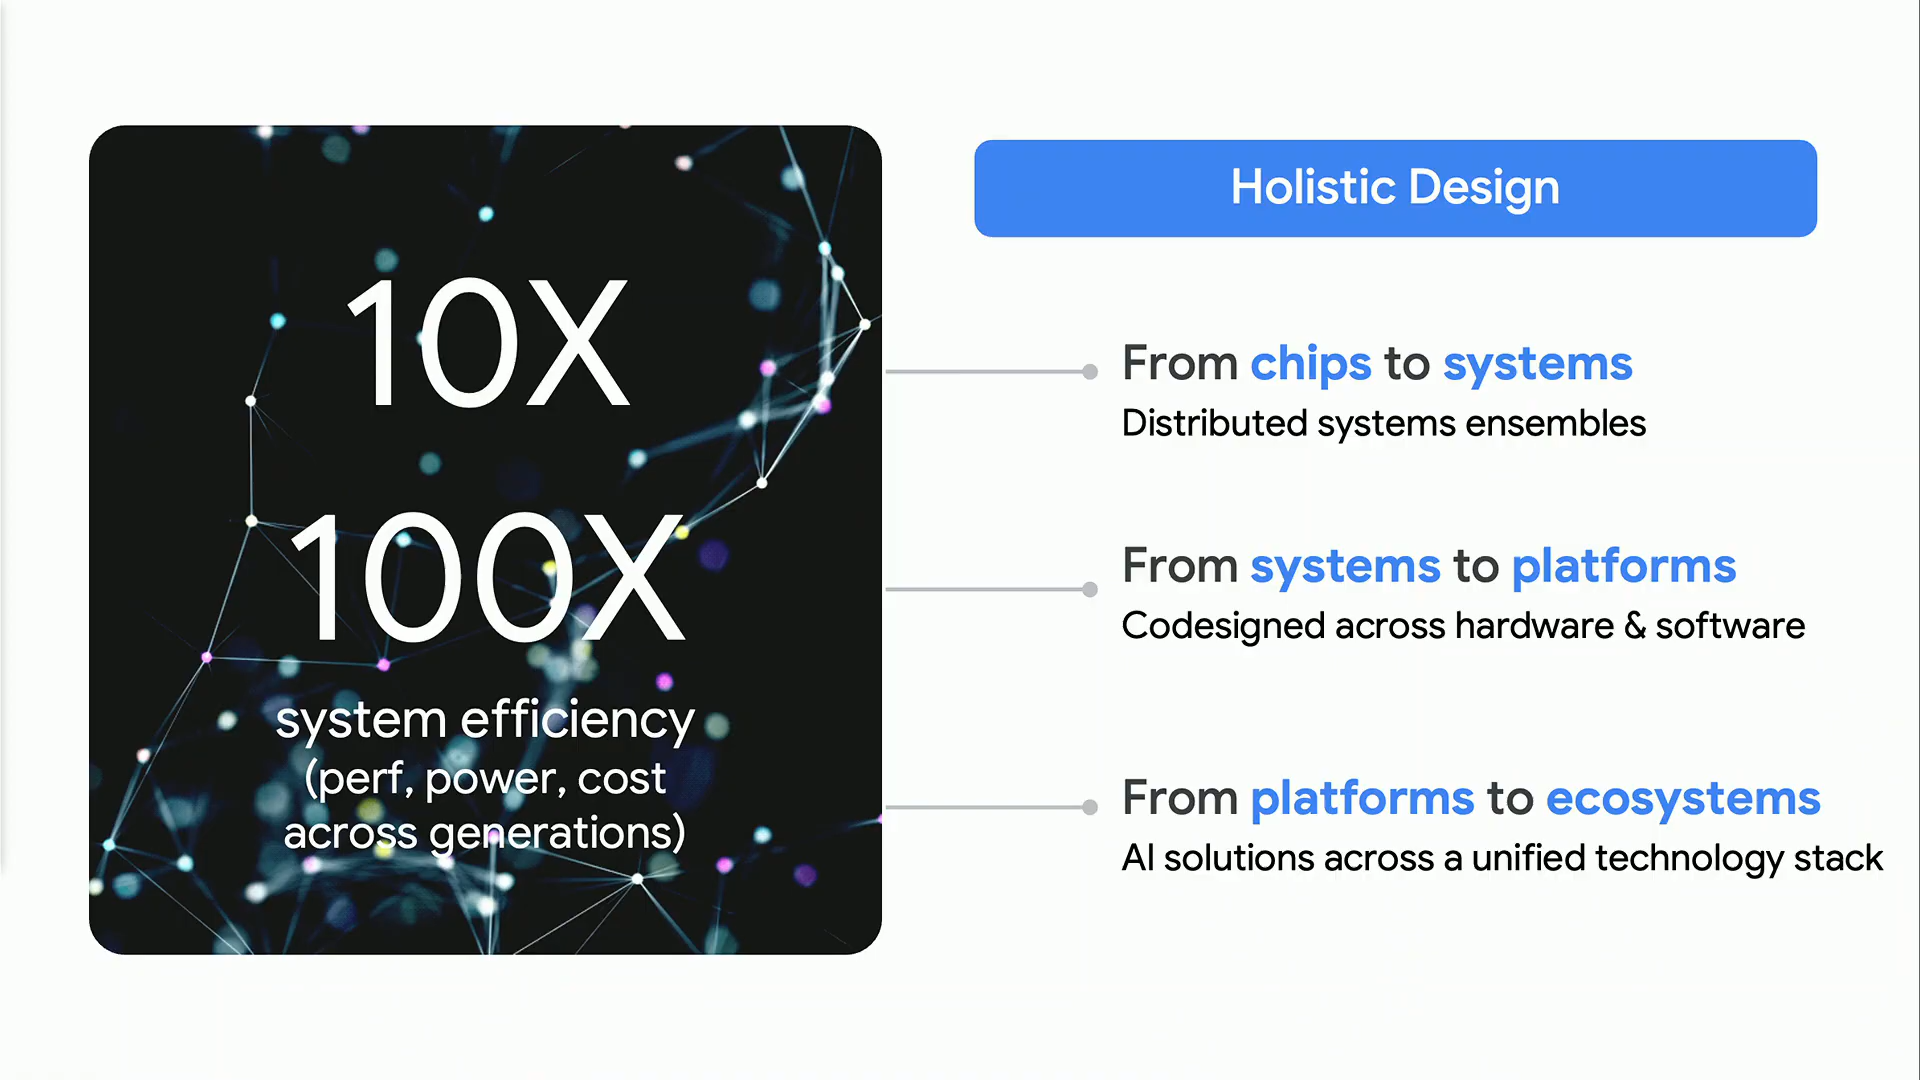 10X
100X
system efficiency
(perf, power, cost
across generations)
Holistic Design
From chips to systems
Distributed systems ensembles
From systems to platforms
Codesigned across hardware & software
From platforms to ecosystems
AI solutions across a unified technology stack